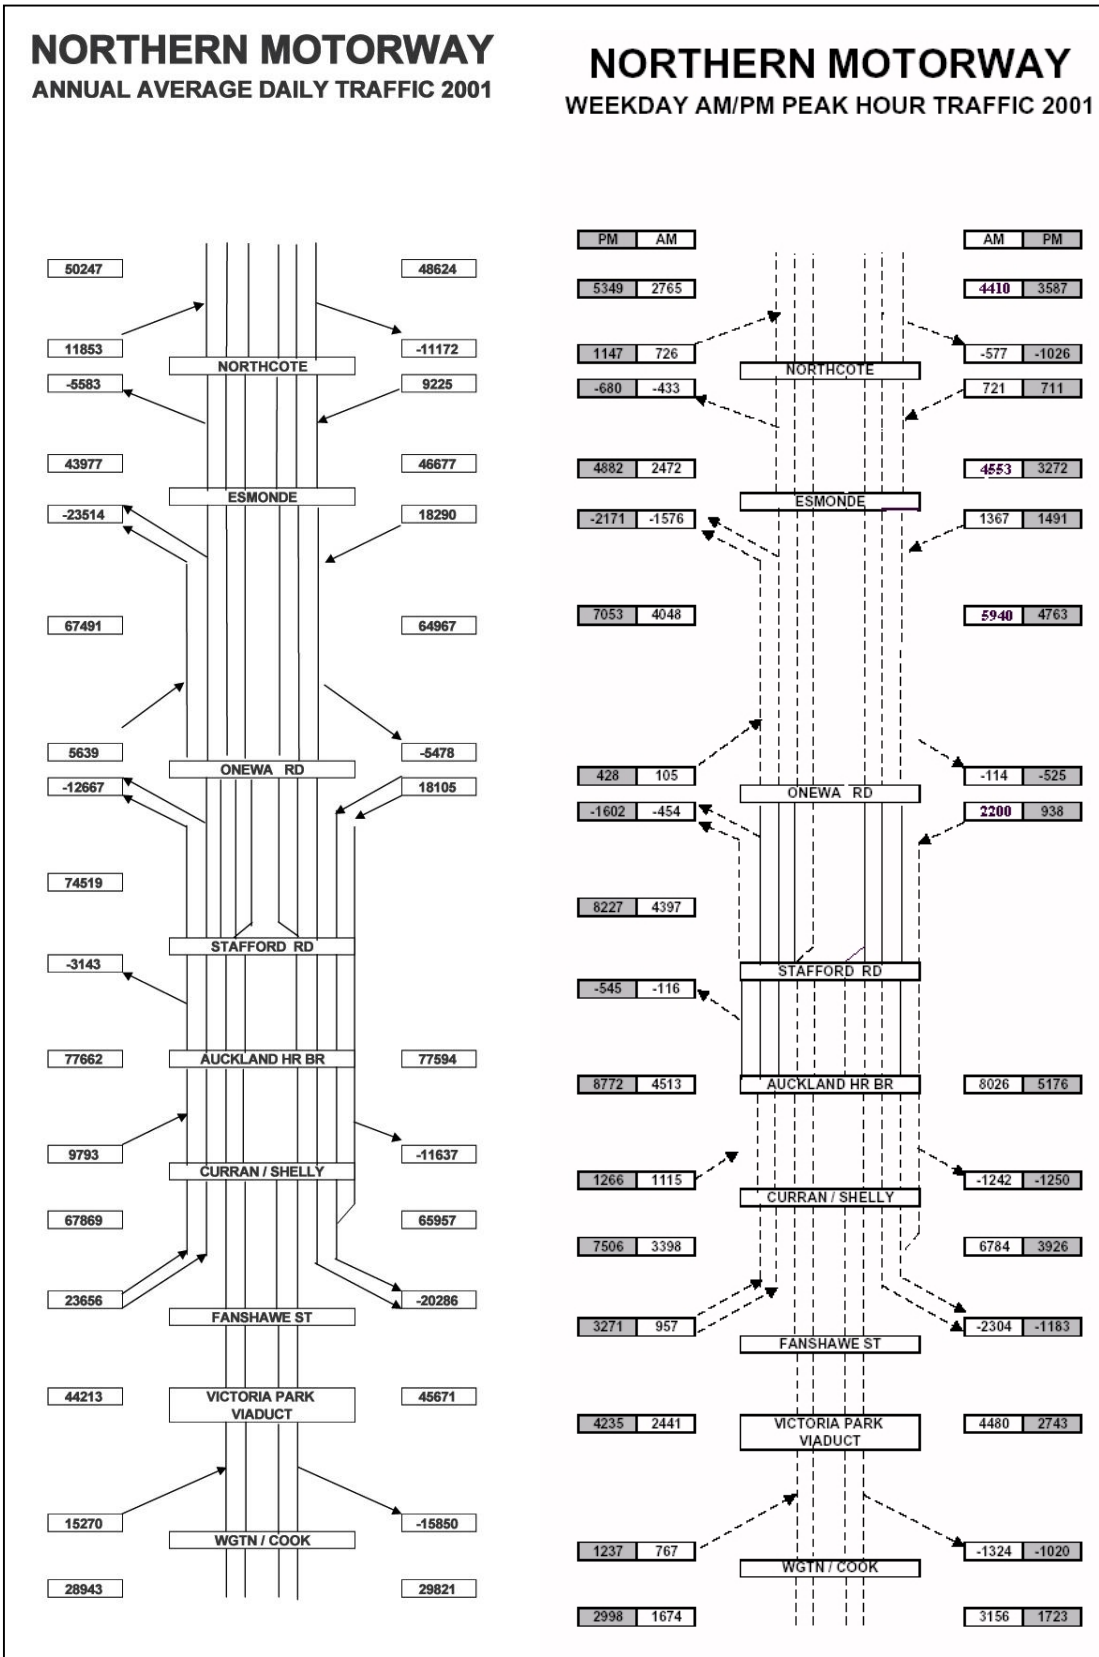 NORTHERN MOTORWAY
ANNUAL AVERAGE DAILY TRAFFIC 2001
50247 48624
11853 -11172
NORTHCOTE
-5583 9225
43977 46677
ESMONDE
-23514 18290
67491 64967
5639 -5478
ONEWA RD
-12667 18105
74519
STAFFORD RD
-3143
77662 AUCKLAND HR BR 77594
9793 -11637
CURRAN / SHELLY
67869 65957
23656 -20286
FANSHAWE ST
44213 VICTORIA PARK 45671
VIADUCT
15270 -15850
WGTN / COOK
28943 29821
NORTHERN MOTORWAY
WEEKDAY AM/PM PEAK HOUR TRAFFIC 2001
PM AM AM PM
5349 2765 4410 3587
1147 726 -577 -1026
NORTHCOTE
-680 -433 721 711
4882 2472 4553 3272
ESMONDE
-2171 -1576 1367 1491
7053 4048 5940 4763
428 105 -114 -525
ONEWA RD
-1602 -454 2200 938
8227 4397
STAFFORD RD
-545 -116
8772 4513 AUCKLAND HR BR 8026 5176
1266 1115 -1242 -1250
CURRAN / SHELLY
7506 3398 6784 3926
3271 957 -2304 -1183
FANSHAWE ST
4235 2441 VICTORIA PARK 4480 2743
VIADUCT
1237 767 -1324 -1020
WGTN / COOK
2998 1674 3156 1723